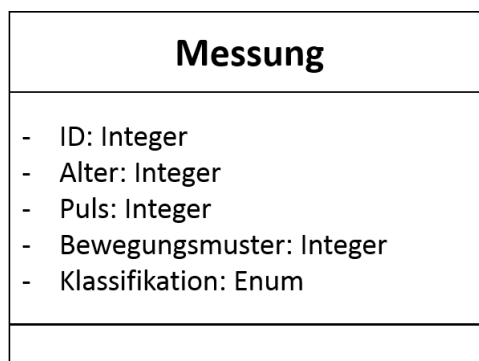 Messung
- ID: Integer
- Alter: Integer
- Puls: Integer
- Bewegungsmuster: Integer
- Klassifikation: Enum